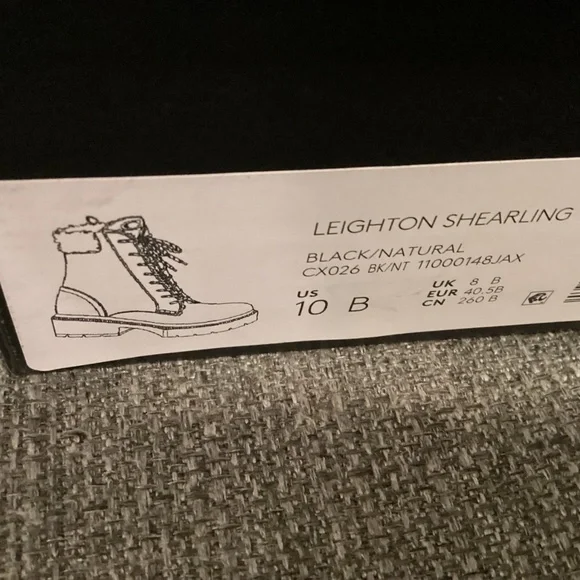 LEIGHTON SHEARLING
BLACK/NATURAL
CX026 BK/NT 11000148JAX
US
10 B
UK 8 B
EUR 40.5B
CN 260 B